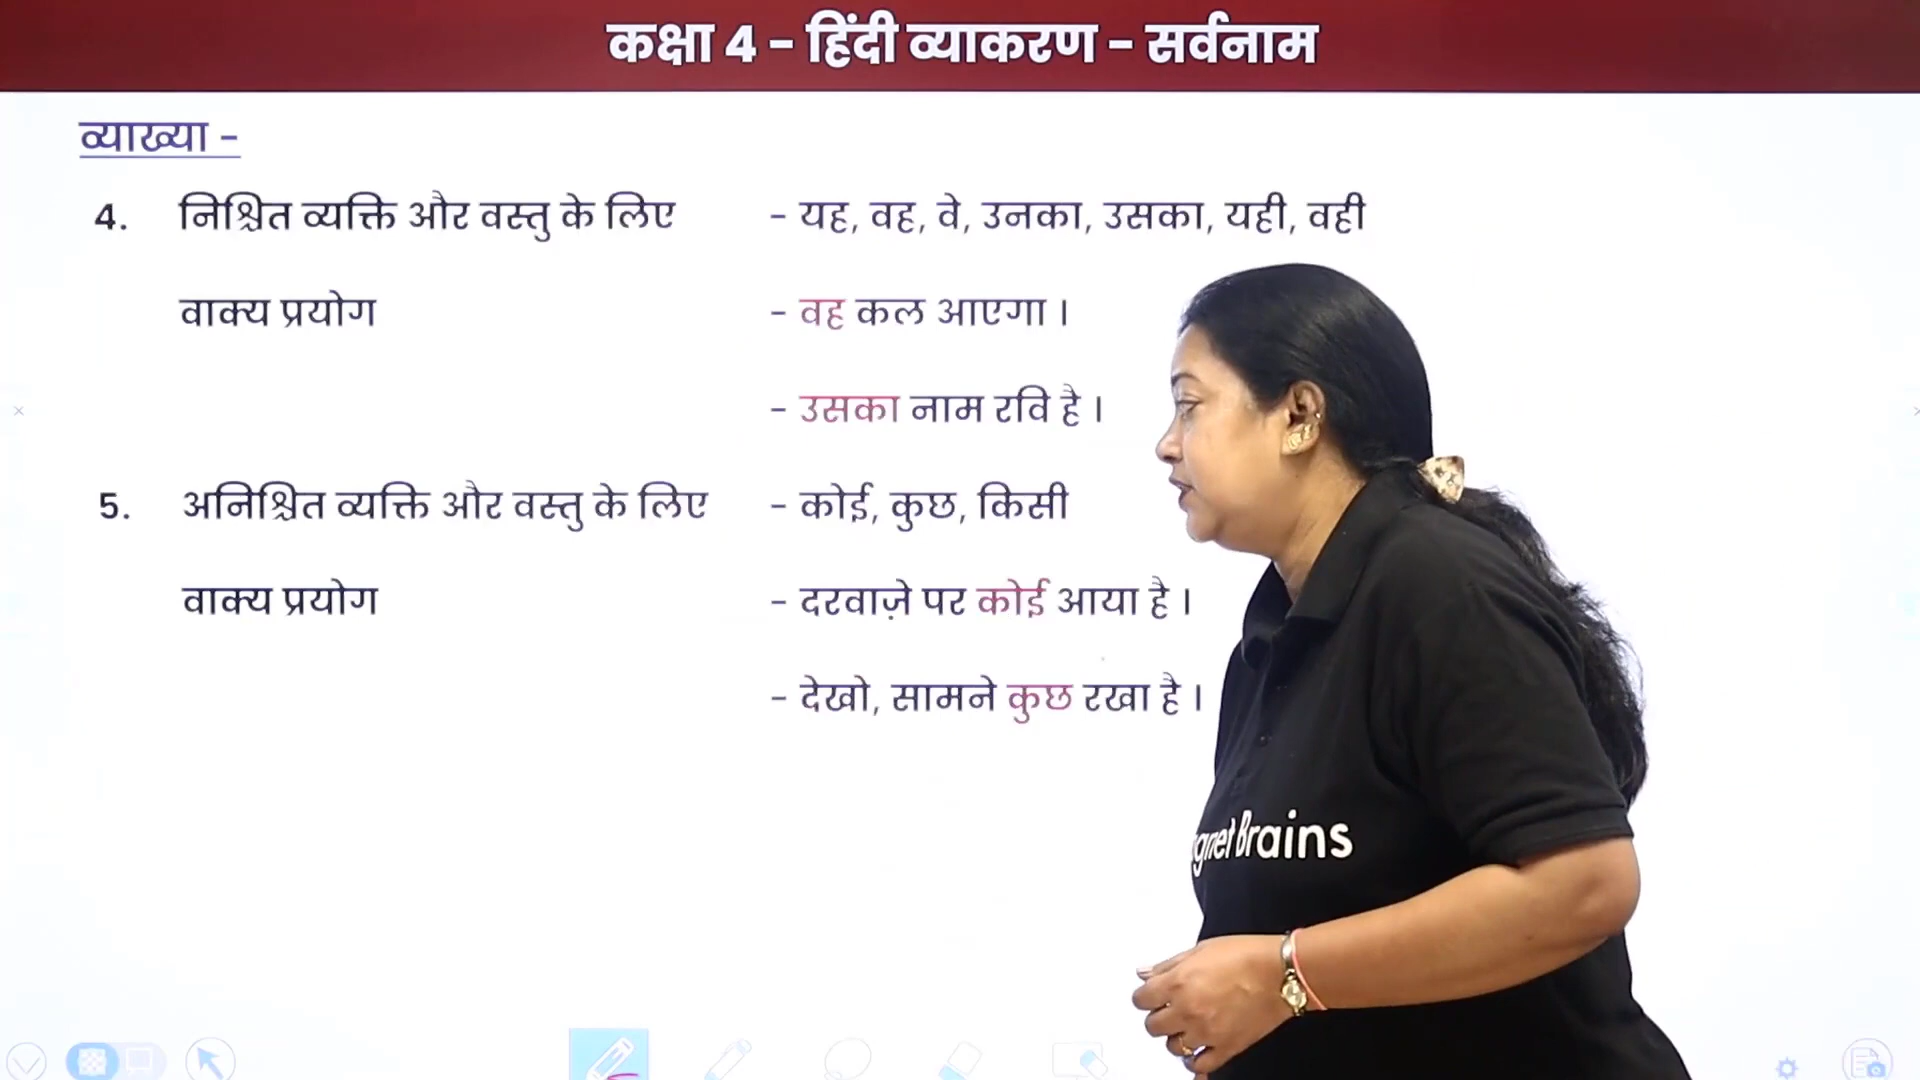 कक्षा 4 - हिंदी व्याकरण - सर्वनाम
व्याख्या -
4. निश्चित व्यक्ति और वस्तु के लिए - यह, वह, वे, उनका, उसका, यही, वही
वाक्य प्रयोग - वह कल आएगा ।
- उसका नाम रवि है ।
5. अनिश्चित व्यक्ति और वस्तु के लिए - कोई, कुछ, किसी
वाक्य प्रयोग - दरवाज़े पर कोई आया है ।
- देखो, सामने कुछ रखा है ।
gnet Brains